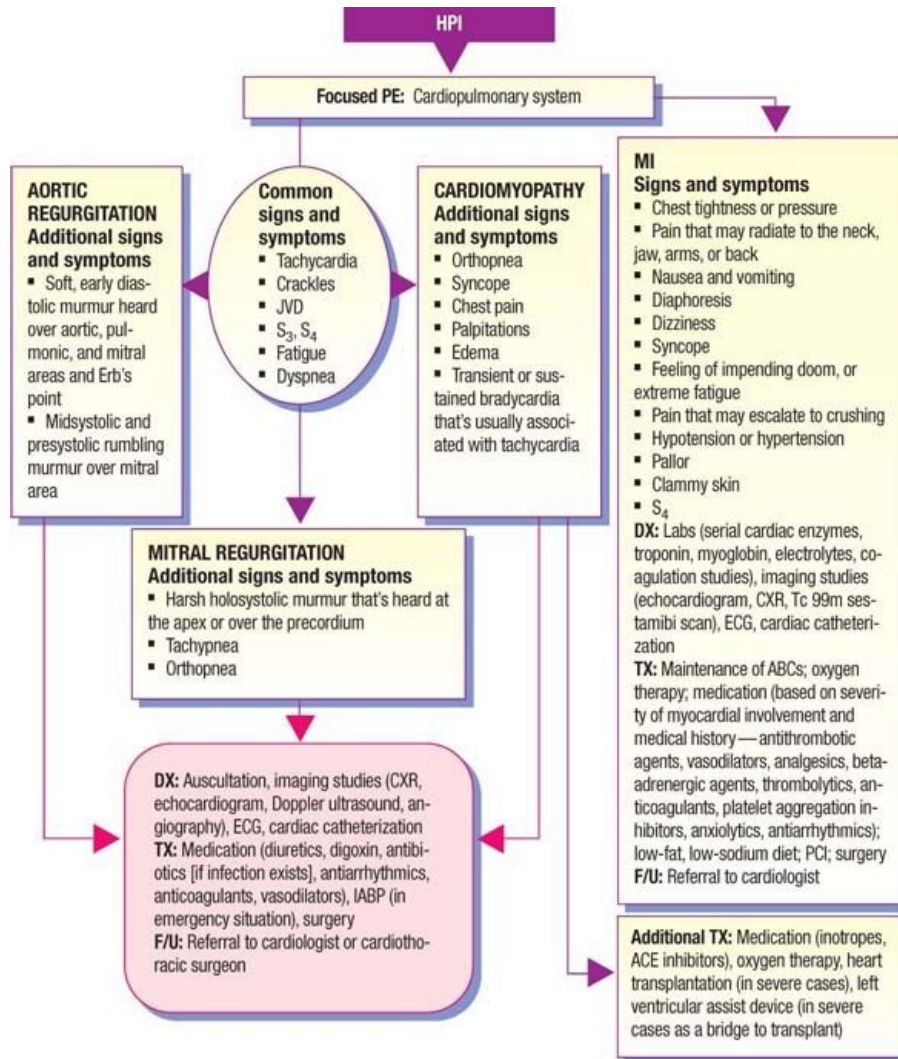 HPI
Focused PE: Cardiopulmonary system
AORTIC
REGURGITATION
Additional signs
and symptoms
▪ Soft, early dias-
tolic murmur heard
over aortic, pul-
monic, and mitral
areas and Erb's
point
▪ Midsystolic and
presystolic rumbling
murmur over mitral
area
Common
signs and
symptoms
▪ Tachycardia
▪ Crackles
▪ JVD
▪ S3, S4
▪ Fatigue
▪ Dyspnea
CARDIOMYOPATHY
Additional signs
and symptoms
▪ Orthopnea
▪ Syncope
▪ Chest pain
▪ Palpitations
▪ Edema
▪ Transient or sus-
tained bradycardia
that's usually associ-
ated with tachycardia
MI
Signs and symptoms
▪ Chest tightness or pressure
▪ Pain that may radiate to the neck,
jaw, arms, or back
▪ Nausea and vomiting
▪ Diaphoresis
▪ Dizziness
▪ Syncope
▪ Feeling of impending doom, or
extreme fatigue
▪ Pain that may escalate to crushing
▪ Hypotension or hypertension
▪ Pallor
▪ Clammy skin
▪ S4
DX: Labs (serial cardiac enzymes,
troponin, myoglobin, electrolytes, co-
agulation studies), imaging studies
(echocardiogram, CXR, Tc 99m ses-
tamibi scan), ECG, cardiac catheteri-
zation
TX: Maintenance of ABCs; oxygen
therapy; medication (based on severi-
ty of myocardial involvement and
medical history—antithrombotic
agents, vasodilators, analgesics, beta-
adrenergic agents, thrombolytics, an-
ticoagulants, platelet aggregation in-
hibitors, anxiolytics, antiarrhythmics);
low-fat, low-sodium diet; PCI; surgery
F/U: Referral to cardiologist
MITRAL REGURGITATION
Additional signs and symptoms
▪ Harsh holosystolic murmur that's heard at
the apex or over the precordium
▪ Tachypnea
▪ Orthopnea
DX: Auscultation, imaging studies (CXR,
echocardiogram, Doppler ultrasound, an-
giography), ECG, cardiac catheterization
TX: Medication (diuretics, digoxin, antibi-
otics [if infection exists], antiarrhythmics,
anticoagulants, vasodilators), IABP (in
emergency situation), surgery
F/U: Referral to cardiologist or cardiotho-
racic surgeon
Additional TX: Medication (inotropes,
ACE inhibitors), oxygen therapy, heart
transplantation (in severe cases), left
ventricular assist device (in severe
cases as a bridge to transplant)